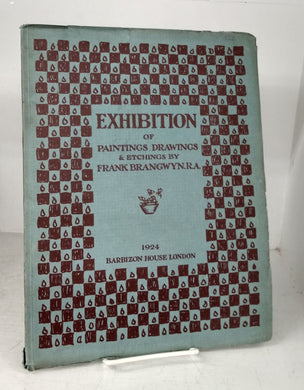 EXHIBITION
OF
PAINTINGS, DRAWINGS
& ETCHINGS BY
FRANK BRANGWYN, R.A.
1924
BARBIZON HOUSE LONDON